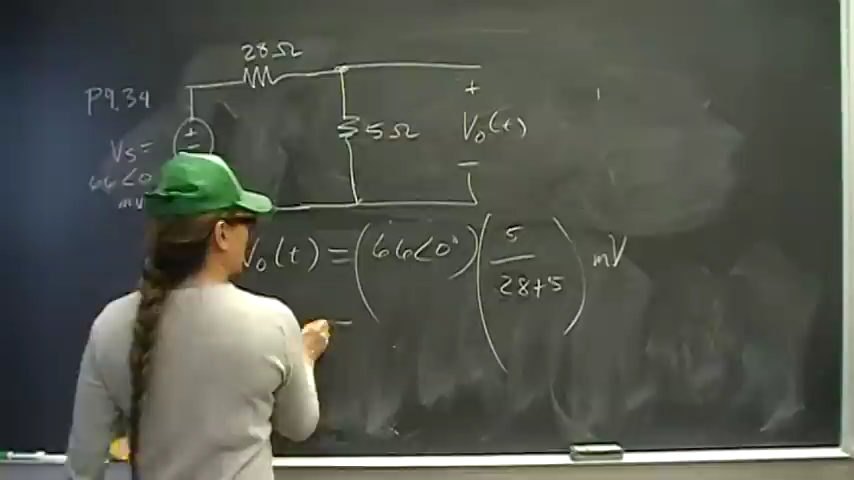 28Ω
P9.34
+
5Ω
+
Vo(t)
−
Vs=
66<0
mV
Vo(t) = (66<0°)(5/28+5) mV
=